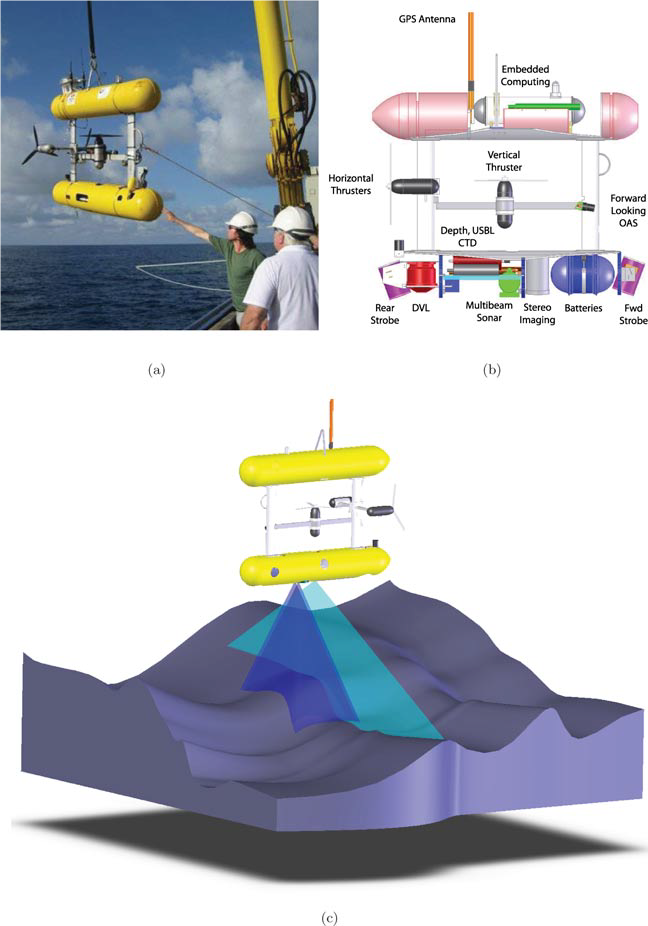 GPS Antenna
Embedded
Computing
Vertical
Thruster
Horizontal
Thrusters
Forward
Looking
OAS
Depth, USBL
CTD
Rear
Strobe
DVL
Multibeam
Sonar
Stereo
Imaging
Batteries
Fwd
Strobe
(a)
(b)
(c)